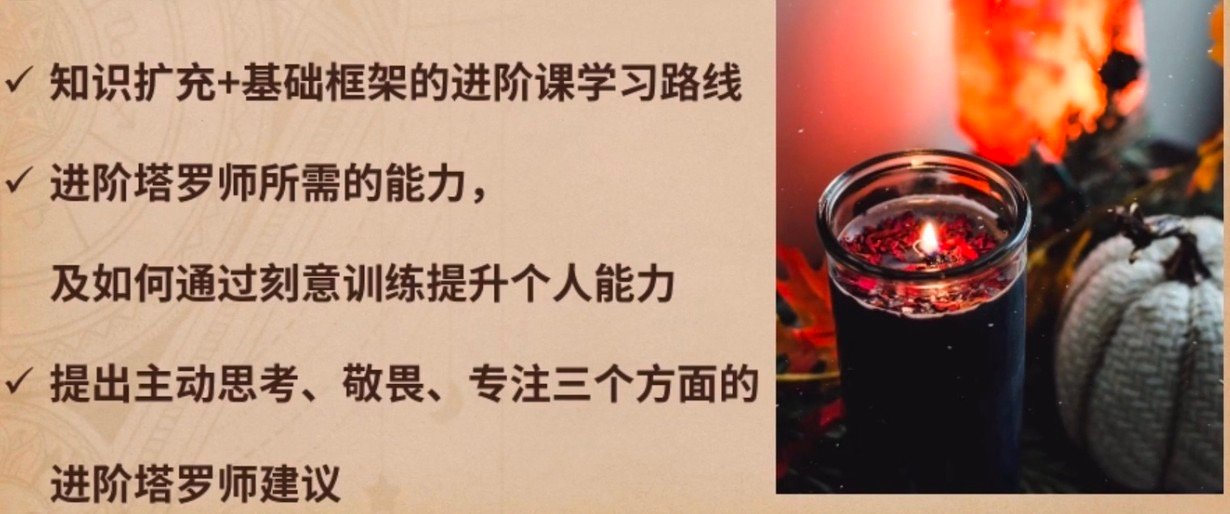 ✓ 知识扩充+基础框架的进阶课学习路线
✓ 进阶塔罗师所需的能力，
及如何通过刻意训练提升个人能力
✓ 提出主动思考、敬畏、专注三个方面的
进阶塔罗师建议